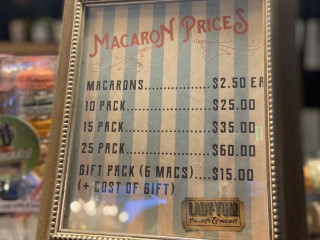 MACARON PRICES
MACARONS................$2.50 EA
10 PACK..................$25.00
15 PACK..................$35.00
25 PACK..................$60.00
GIFT PACK (6 MACS)....$15.00
(+ COST OF GIFT)
LADYYUM